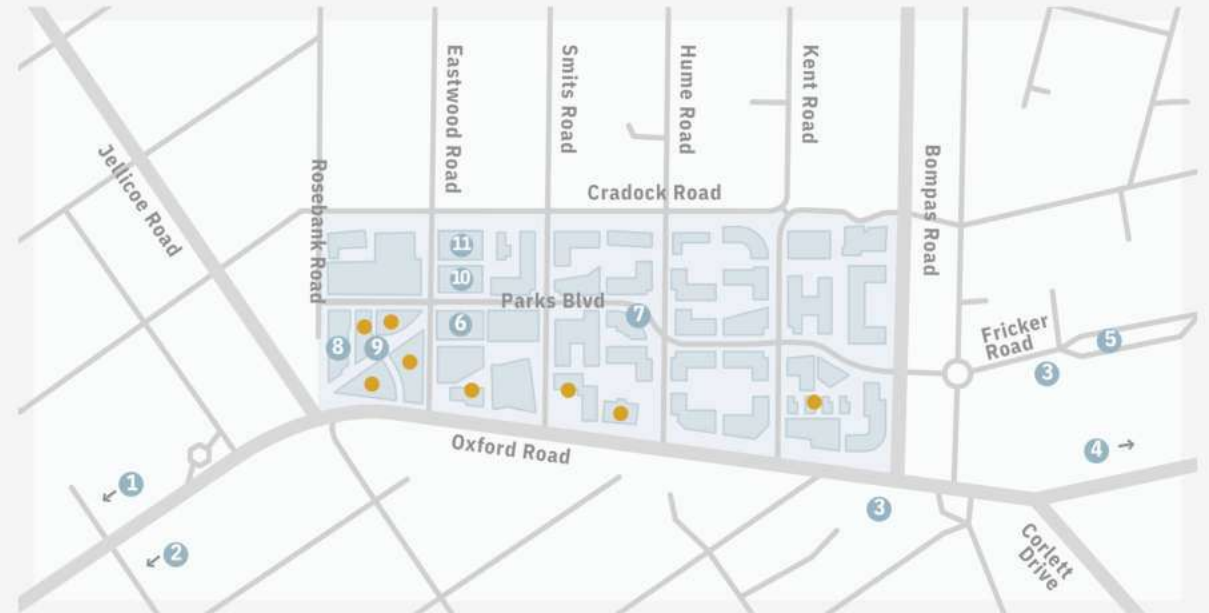 Jellicoe Road
Rosebank Road
Eastwood Road
Smits Road
Hume Road
Kent Road
Bompas Road
Cradock Road
11
10
Parks Blvd
7
6
8
9
Fricker
Road
5
3
4 →
Oxford Road
↙ 1
↙ 2
3
Corlett
Drive